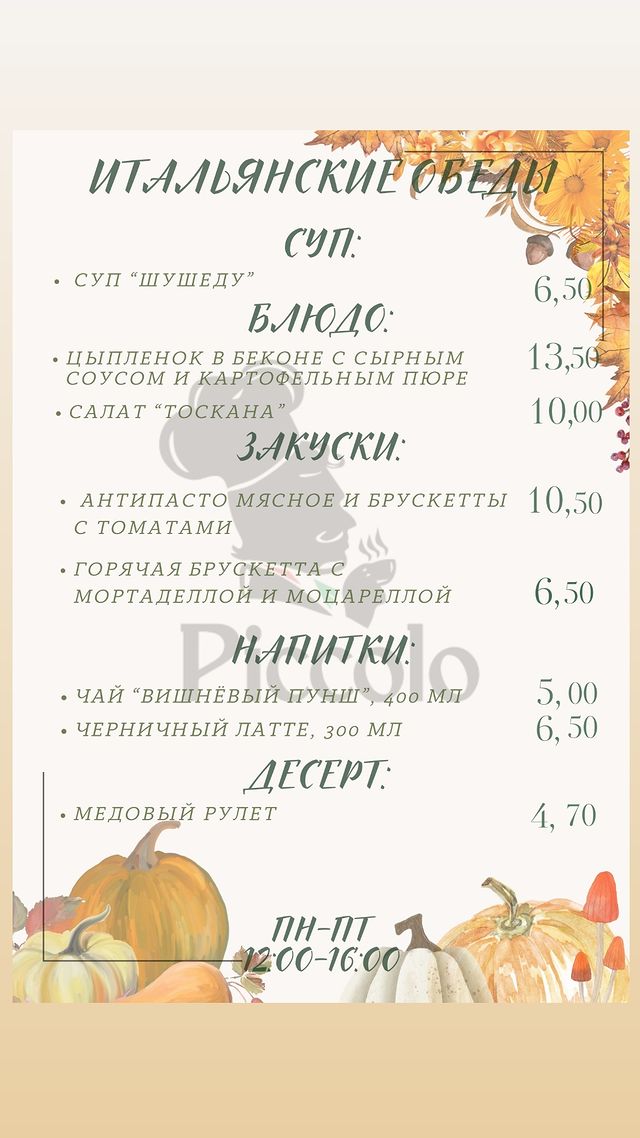 ИТАЛЬЯНСКИЕ ОБЕДЫ
СУП:
• СУП “ШУШЕДУ” 6,50
БЛЮДО:
• ЦЫПЛЕНОК В БЕКОНЕ С СЫРНЫМ 13,50
СОУСОМ И КАРТОФЕЛЬНЫМ ПЮРЕ
• САЛАТ “ТОСКАНА” 10,00
ЗАКУСКИ:
• АНТИПАСТО МЯСНОЕ И БРУСКЕТТЫ 10,50
С ТОМАТАМИ
• ГОРЯЧАЯ БРУСКЕТТА С
МОРТАДЕЛЛОЙ И МОЦАРЕЛЛОЙ 6,50
Piccolo
НАПИТКИ:
• ЧАЙ “ВИШНЁВЫЙ ПУНШ”, 400 МЛ 5, 00
• ЧЕРНИЧНЫЙ ЛАТТЕ, 300 МЛ 6, 50
ДЕСЕРТ:
• МЕДОВЫЙ РУЛЕТ 4, 70
ПН-ПТ
12:00-16:00